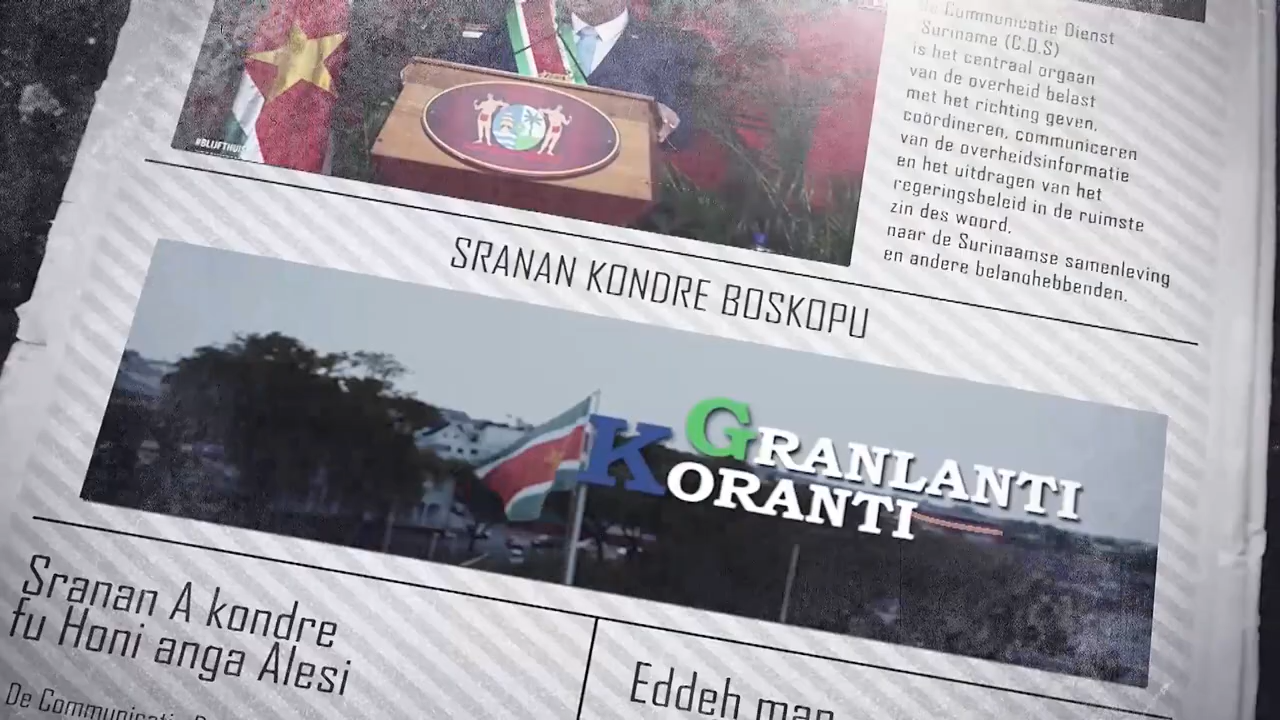 #BLIJFTHUIS
De Communicatie Dienst
Suriname (C.D.S)
is het centraal orgaan
van de overheid belast
met het richting geven,
coördineren, communiceren
van de overheidsinformatie
en het uitdragen van het
regeringsbeleid in de ruimste
zin des woord.
naar de Surinaamse samenleving
en andere belanghebbenden.
SRANAN KONDRE BOSKOPU
GRANLANTI
KORANTI
Sranan A kondre
fu Honi anga Alesi
De
Eddeh man